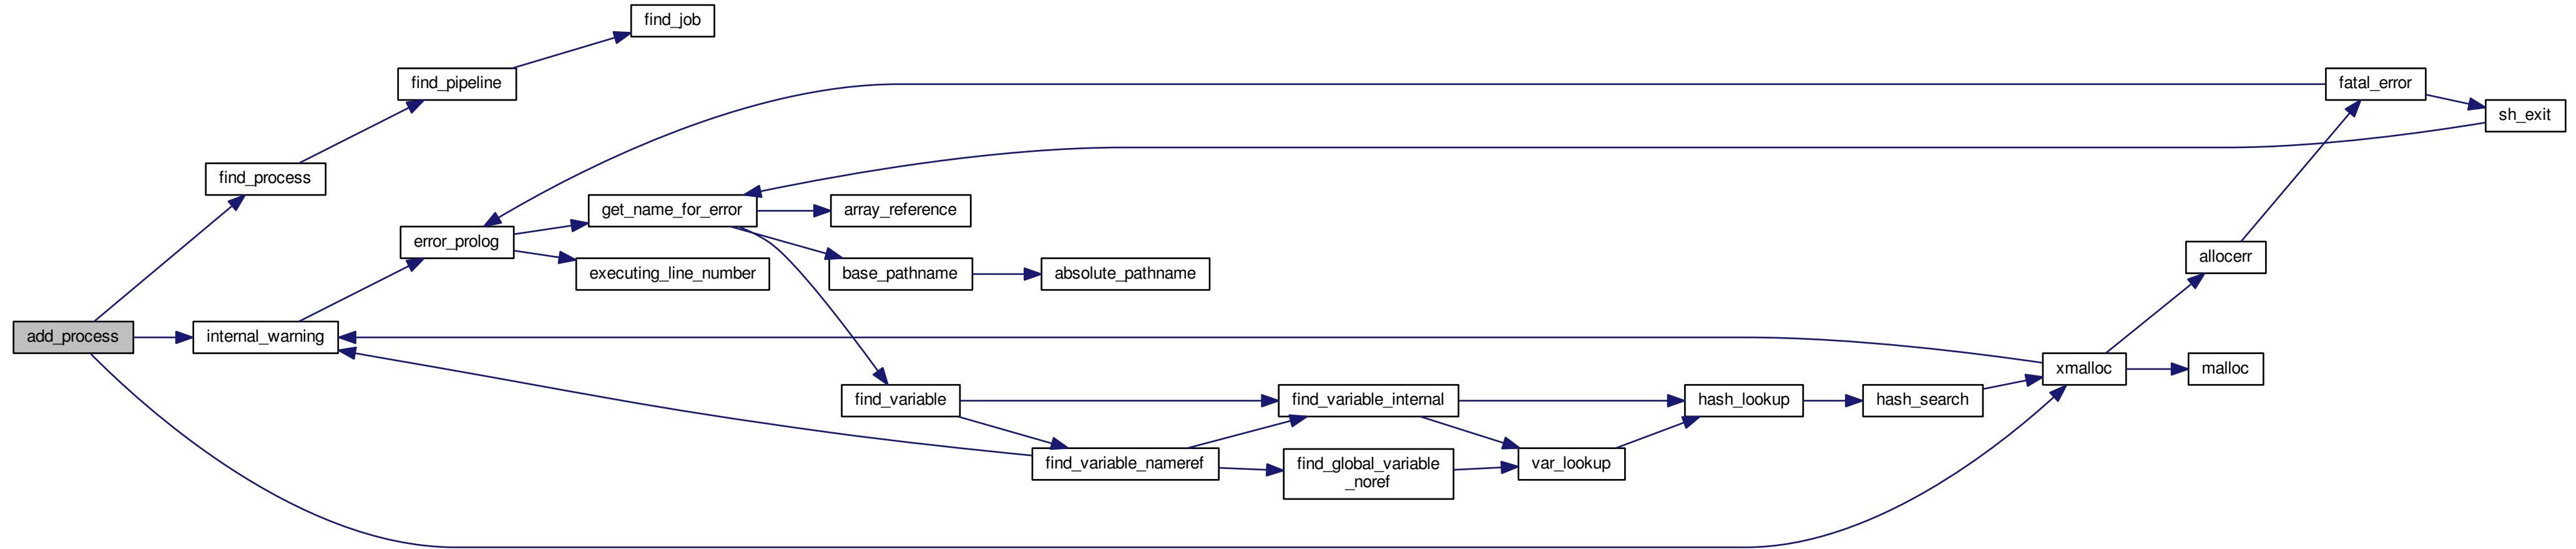 find_job
find_pipeline
fatal_error
sh_exit
find_process
get_name_for_error
array_reference
error_prolog
allocerr
executing_line_number
base_pathname
absolute_pathname
add_process
internal_warning
xmalloc
malloc
find_variable
find_variable_internal
hash_lookup
hash_search
find_variable_nameref
find_global_variable
_noref
var_lookup